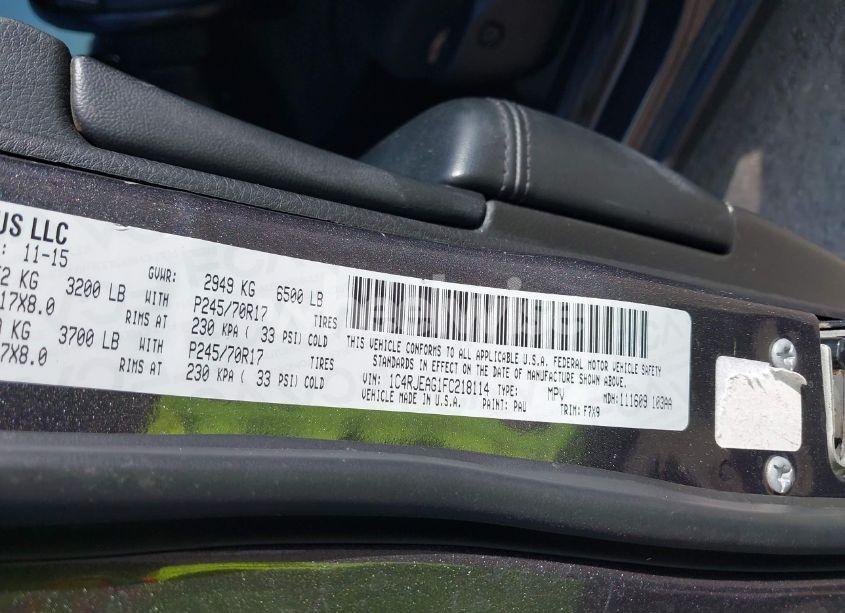 US LLC
: 11-15
GVWR: 2949 KG 6500 LB
2 KG 3200 LB WITH P245/70R17 TIRES
17X8.0 RIMS AT 230 KPA ( 33 PSI) COLD
KG 3700 LB WITH P245/70R17 TIRES
7X8.0 RIMS AT 230 KPA ( 33 PSI) COLD
THIS VEHICLE CONFORMS TO ALL APPLICABLE U.S.A. FEDERAL MOTOR VEHICLE SAFETY
STANDARDS IN EFFECT ON THE DATE OF MANUFACTURE SHOWN ABOVE.
VIN: 1C4RJEAG1FC218114 TYPE: MPV MDH: 111609 103AA
VEHICLE MADE IN U.S.A. PAINT: PAU TRIM: F7X9